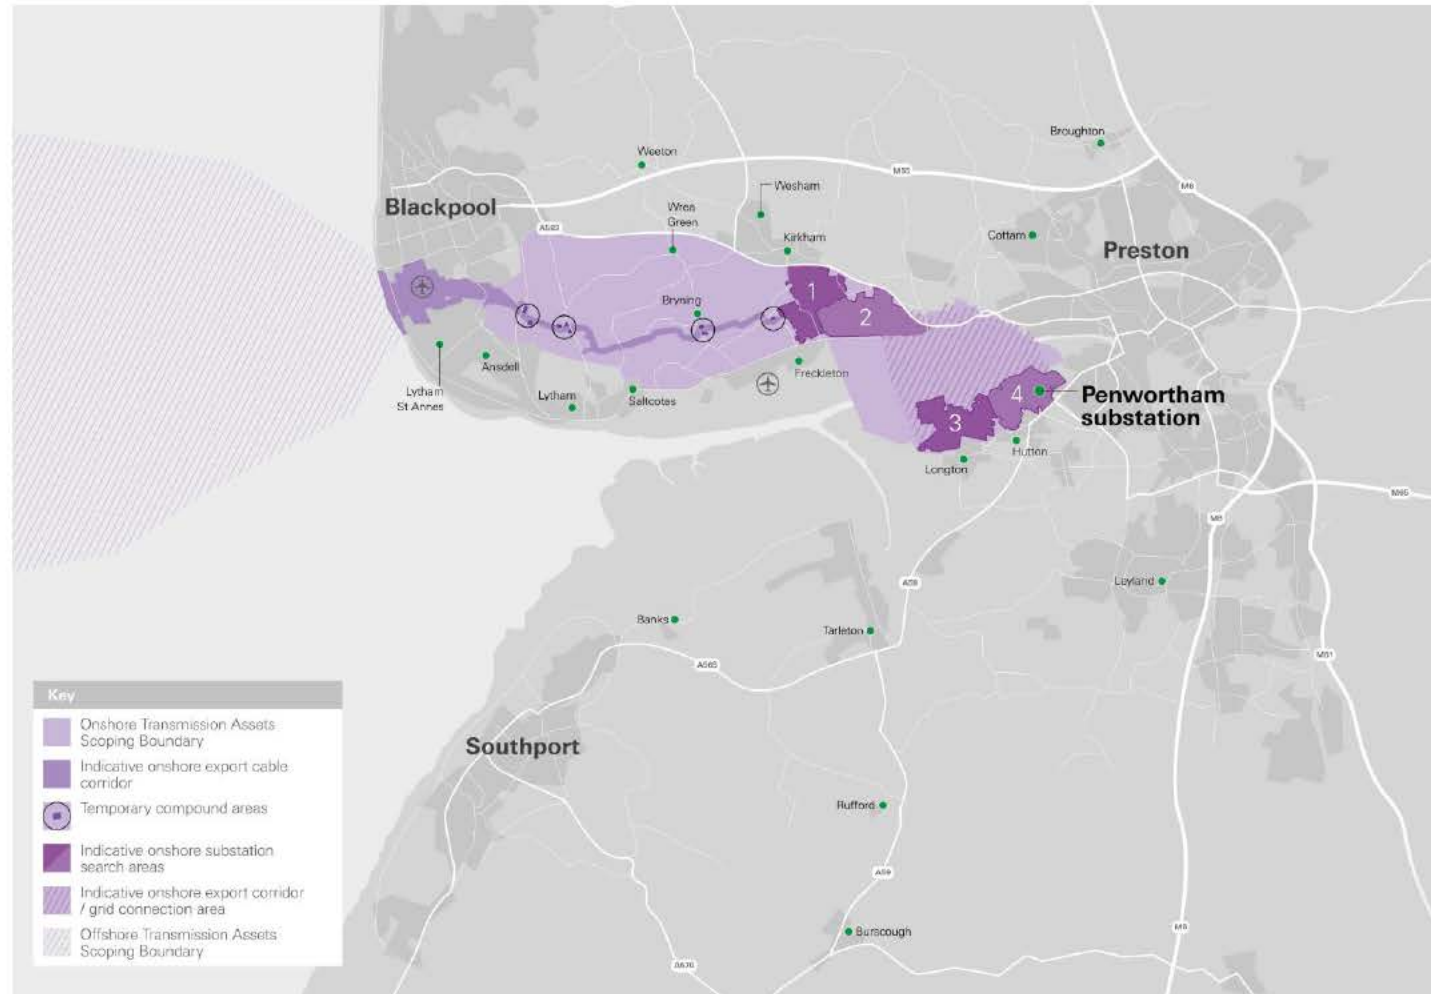 Broughton
Weeton
M55
M6
Wesham
Blackpool
Wrea
Green
A583
Kirkham
Cottam
Preston
1
Bryning
2
Ansdell
Freckleton
Lytham
St Annes
Lytham
Saltcotes
4
Penwortham
substation
3
Hutton
Longton
M65
M6
Leyland
A59
Banks
Tarleton
A565
M61
Key
Onshore Transmission Assets
Scoping Boundary
Indicative onshore export cable
corridor
Temporary compound areas
Indicative onshore substation
search areas
Indicative onshore export corridor
/ grid connection area
Offshore Transmission Assets
Scoping Boundary
Southport
Rufford
A59
Burscough
M6
A570